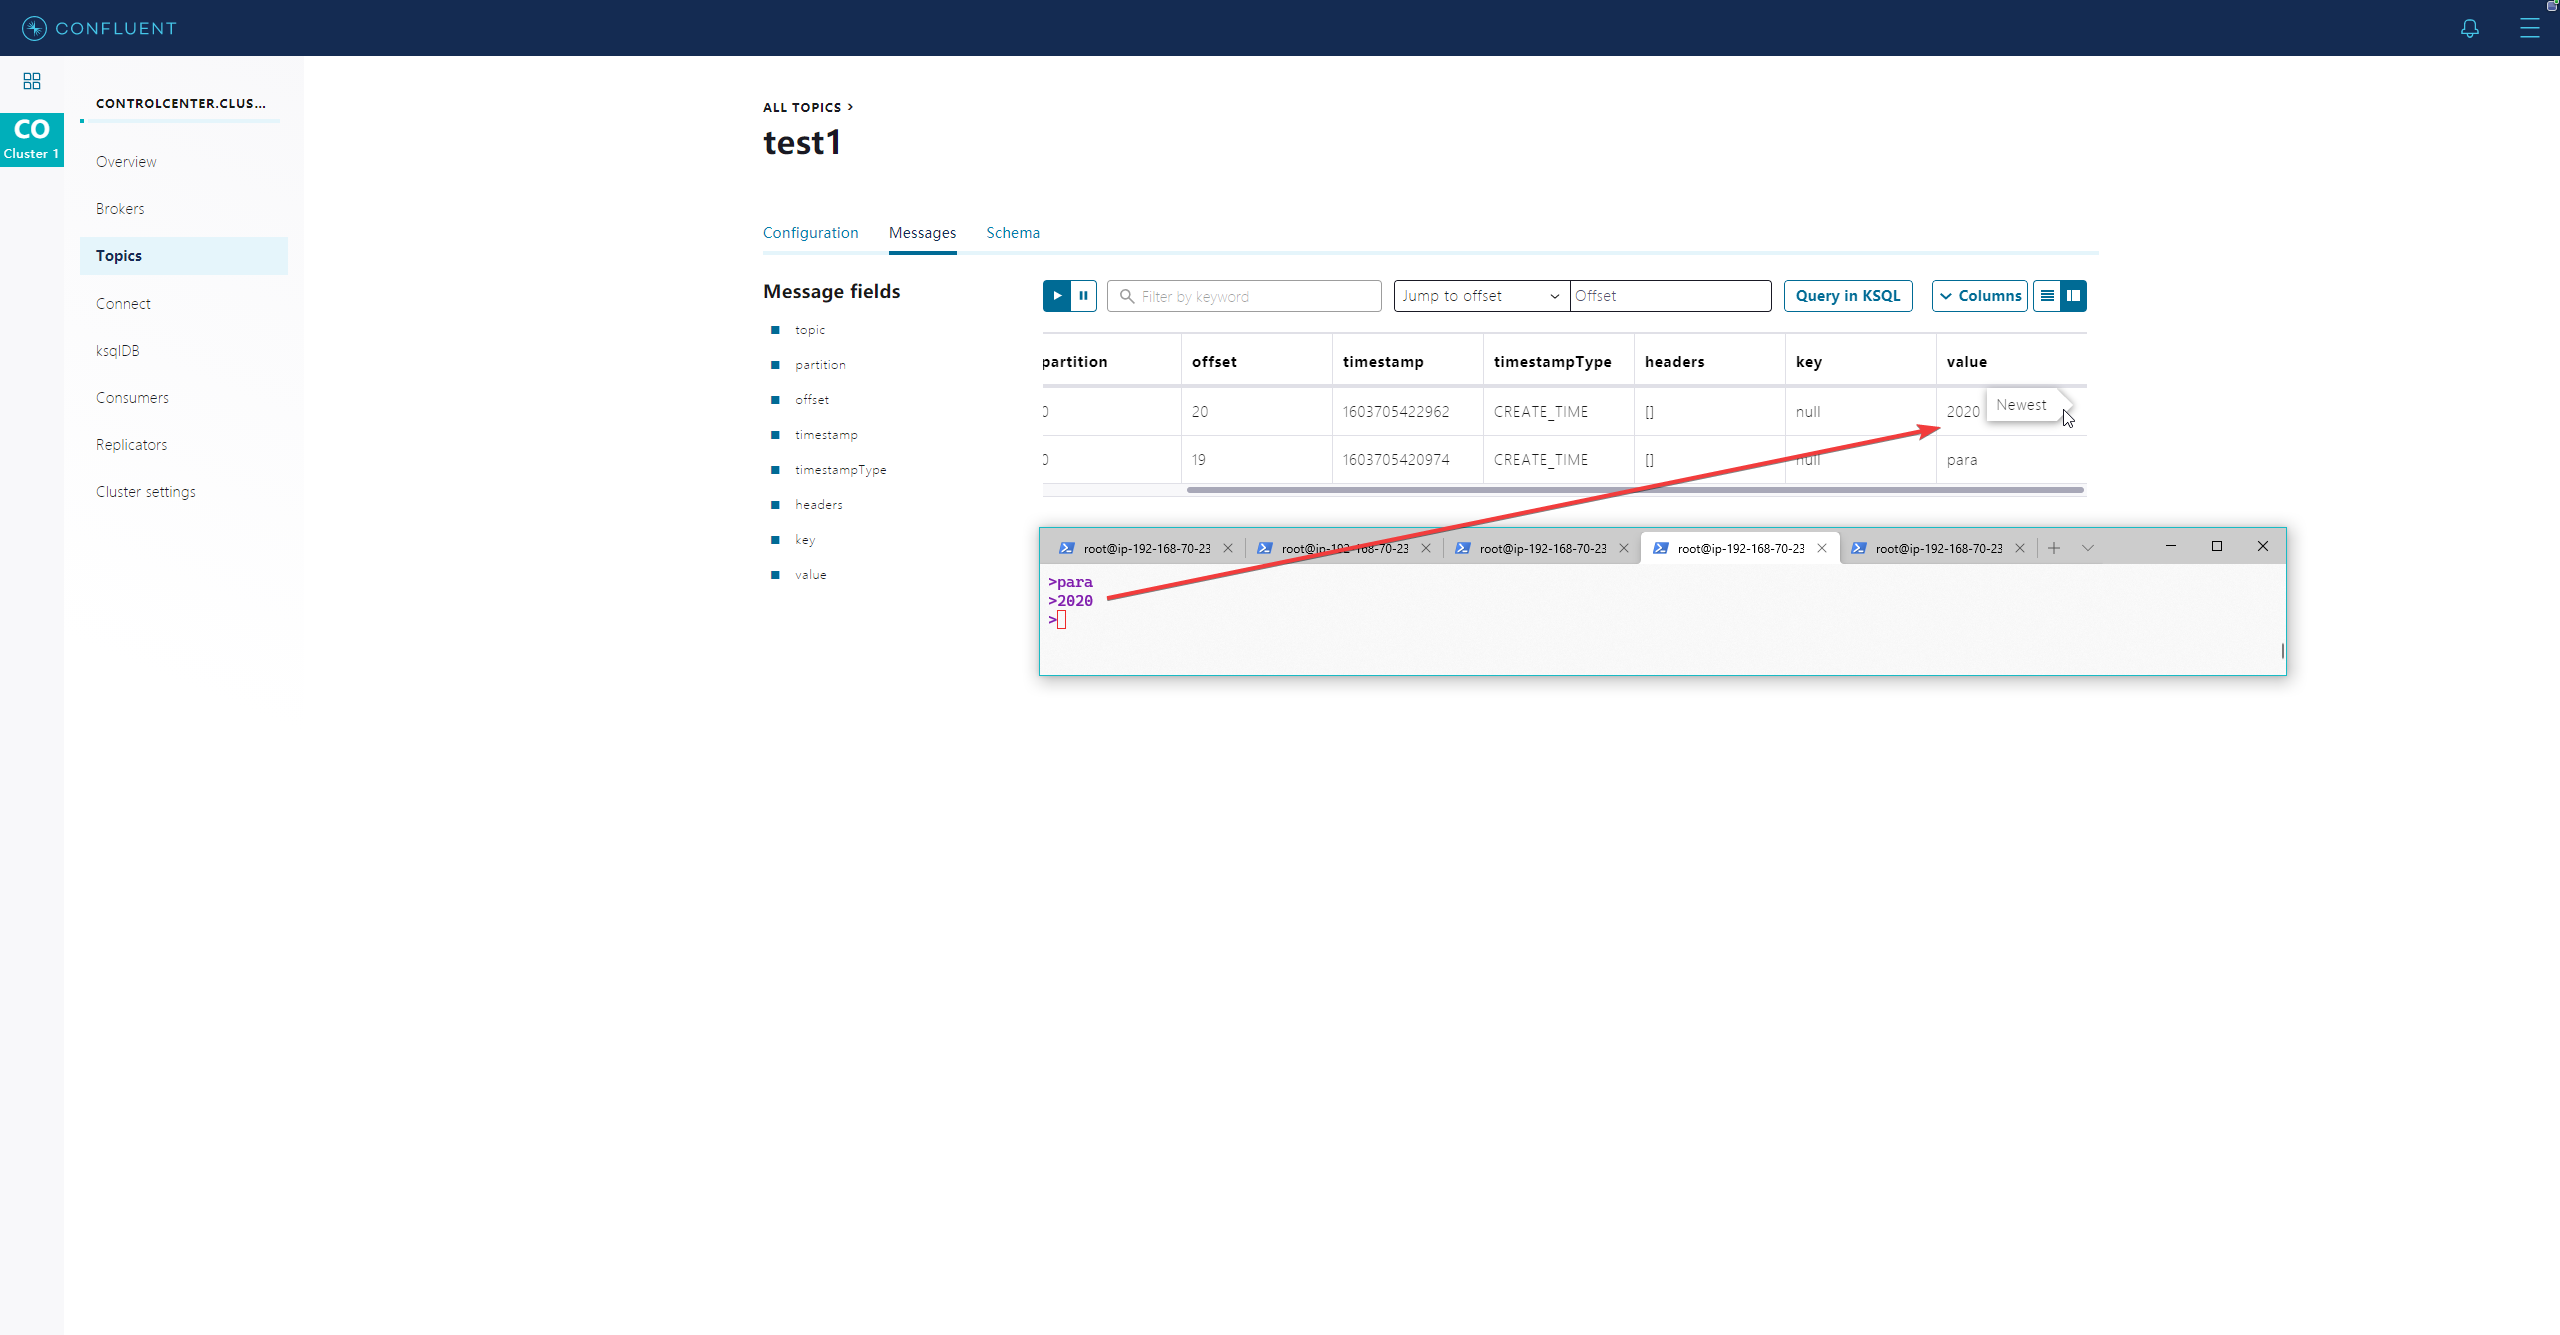 CONFLUENT
CO
Cluster 1
CONTROLCENTER.CLUS...
Overview
Brokers
Topics
Connect
ksqlDB
Consumers
Replicators
Cluster settings
ALL TOPICS >
test1
Configuration Messages Schema
Message fields
topic
partition
offset
timestamp
timestampType
headers
key
value
Filter by keyword Jump to offset Offset Query in KSQL Columns
partition offset timestamp timestampType headers key value
0 20 1603705422962 CREATE_TIME [] null 2020 Newest
0 19 1603705420974 CREATE_TIME [] null para
root@ip-192-168-70-23 root@ip-192-168-70-23 root@ip-192-168-70-23 root@ip-192-168-70-23 root@ip-192-168-70-23
>para
>2020
>